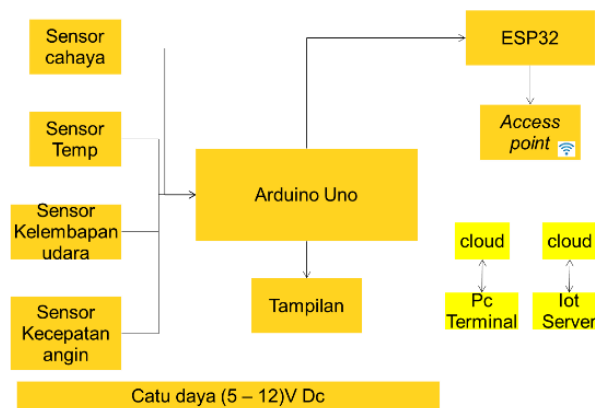 Sensor
cahaya
ESP32
Sensor
Temp
Access
point
Arduino Uno
Sensor
Kelembapan
udara
cloud
cloud
Tampilan
Pc
Terminal
Iot
Server
Sensor
Kecepatan
angin
Catu daya (5 – 12)V Dc